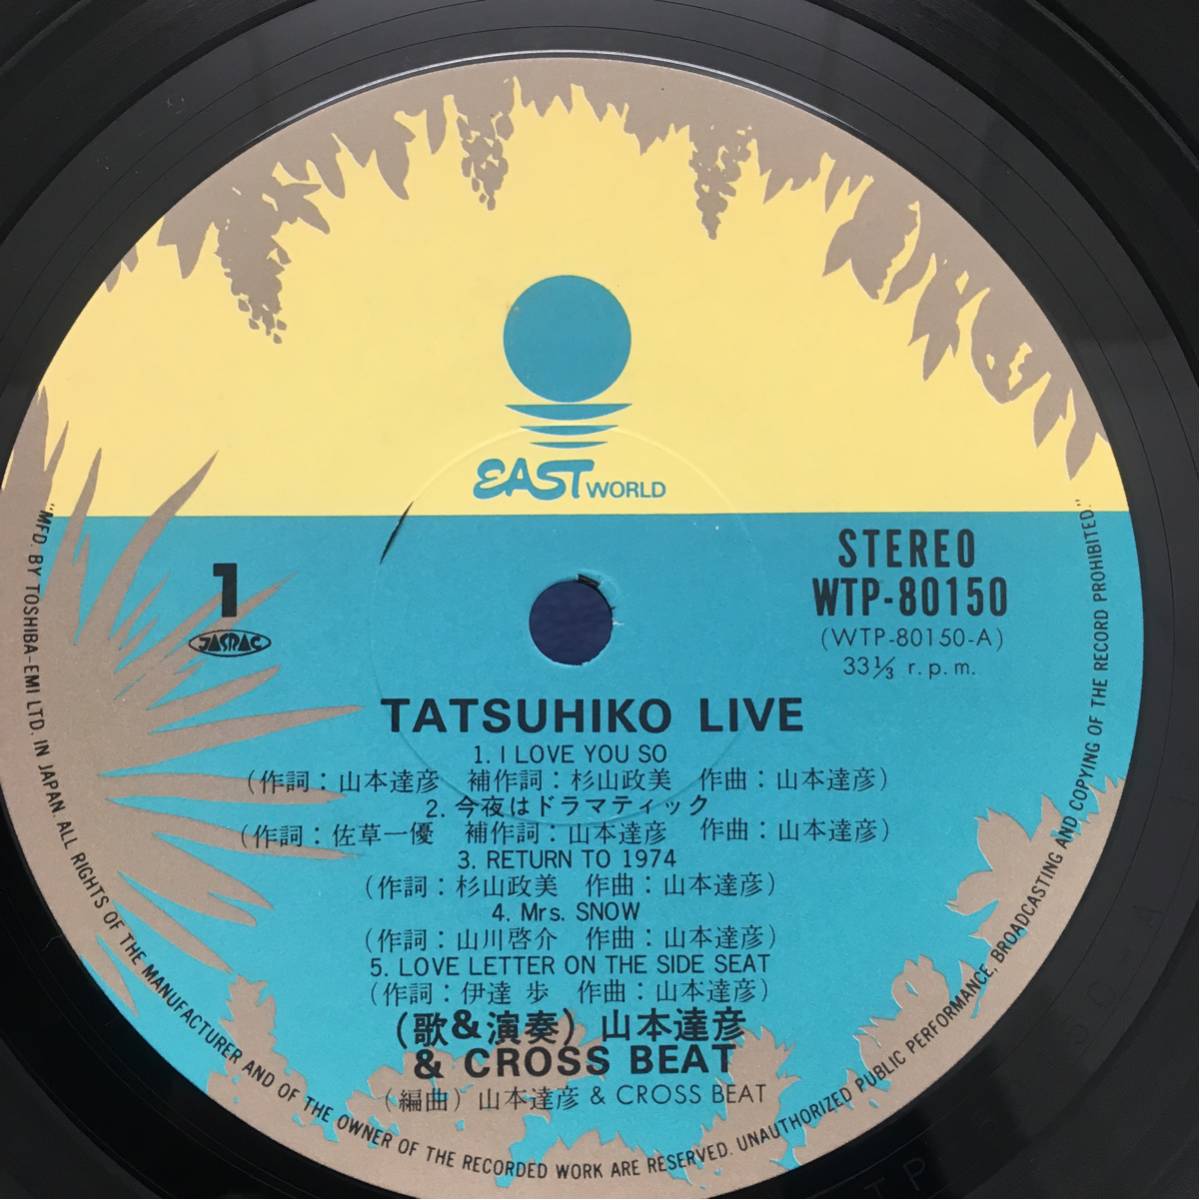 EAST WORLD
1
JASRAC
STEREO
WTP-80150
(WTP-80150-A)
33⅓ r.p.m.
TATSUHIKO LIVE
1. I LOVE YOU SO
(作詞：山本達彦 補作詞：杉山政美 作曲：山本達彦)
2. 今夜はドラマティック
(作詞：佐草一優 補作詞：山本達彦 作曲：山本達彦)
3. RETURN TO 1974
(作詞：杉山政美 作曲：山本達彦)
4. Mrs. SNOW
(作詞：山川啓介 作曲：山本達彦)
5. LOVE LETTER ON THE SIDE SEAT
(作詞：伊達 歩 作曲：山本達彦)
(歌&演奏) 山本達彦
& CROSS BEAT
(編曲) 山本達彦 & CROSS BEAT
"MFD. BY TOSHIBA-EMI LTD. IN JAPAN. ALL RIGHTS OF THE MANUFACTURER AND OF THE OWNER OF THE RECORDED WORK ARE RESERVED. UNAUTHORIZED PUBLIC PERFORMANCE, BROADCASTING AND COPYING OF THE RECORD PROHIBITED."